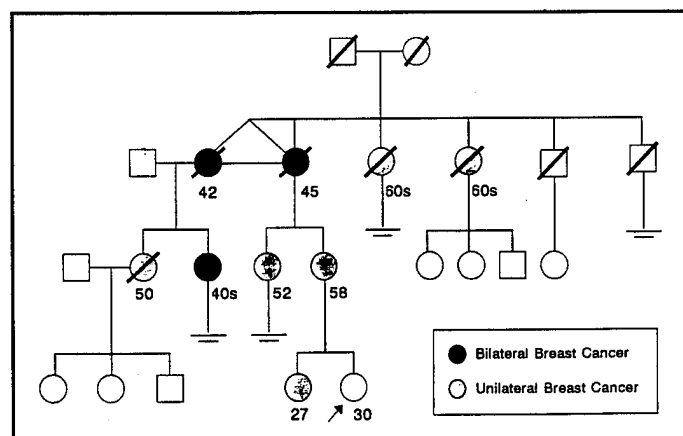 42 45 60s 60s
50 40s 52 58
27 30
Bilateral Breast Cancer
Unilateral Breast Cancer